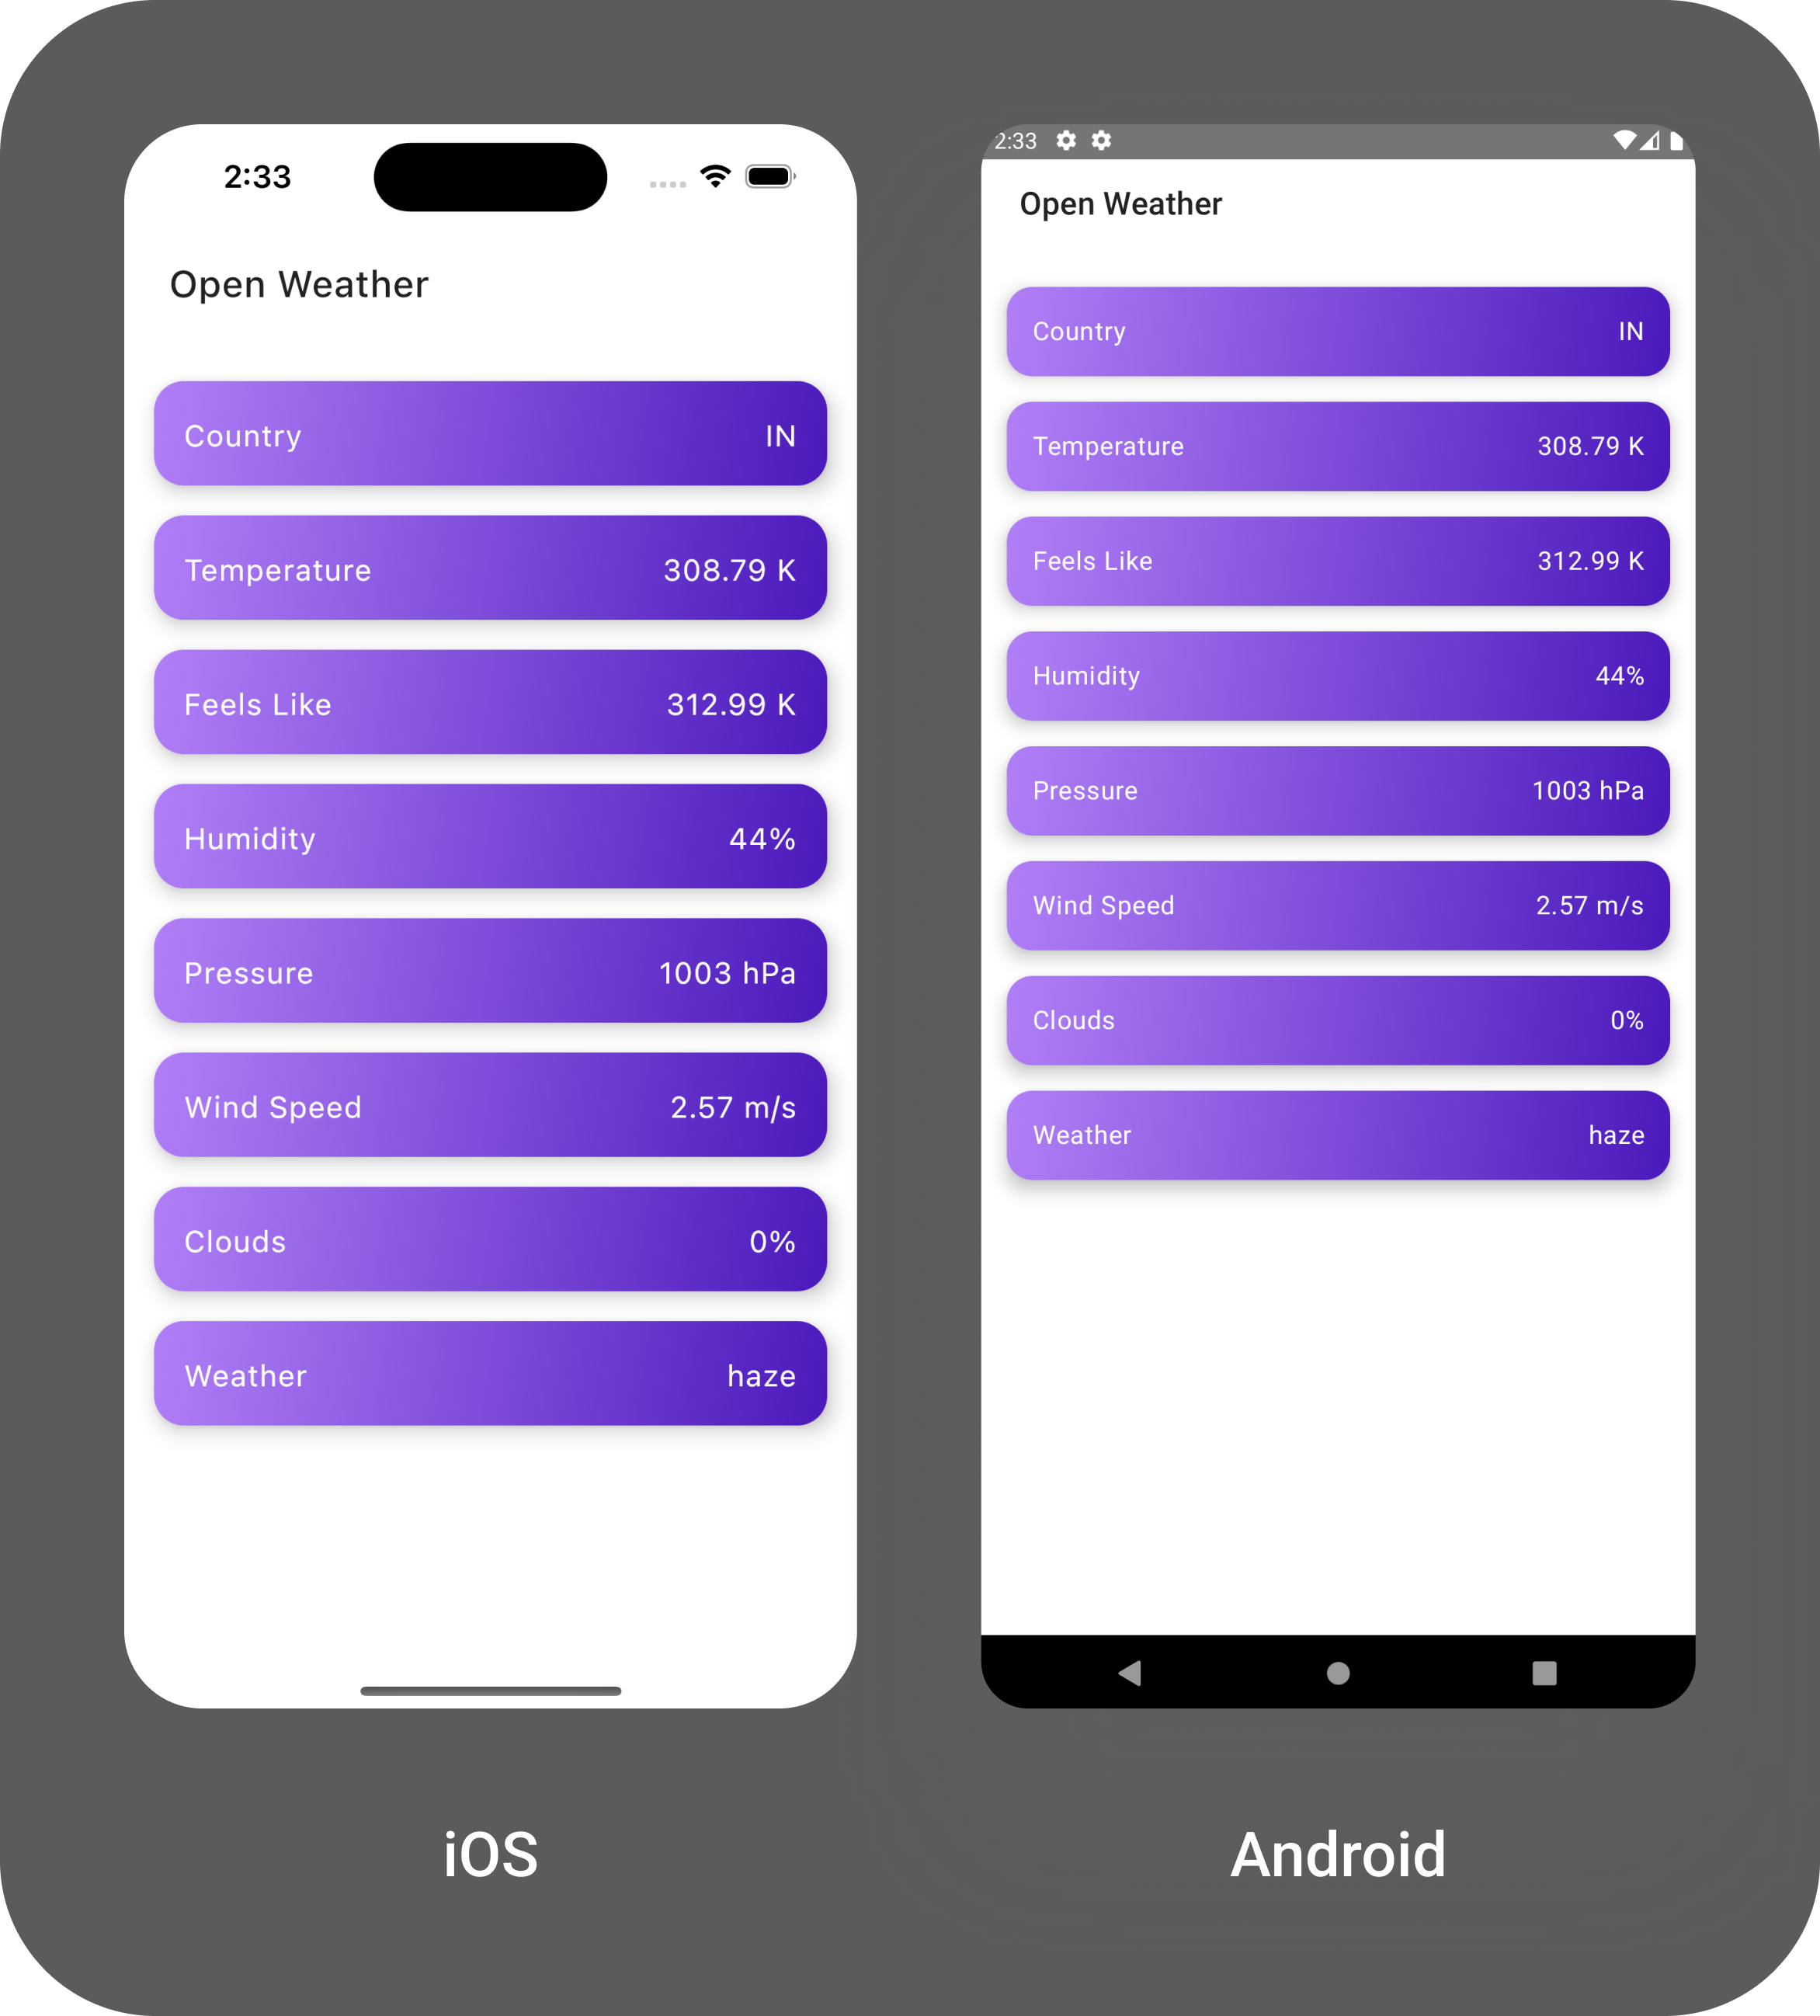 2:33
Open Weather
Country IN
Temperature 308.79 K
Feels Like 312.99 K
Humidity 44%
Pressure 1003 hPa
Wind Speed 2.57 m/s
Clouds 0%
Weather haze
iOS
2:33
Open Weather
Country IN
Temperature 308.79 K
Feels Like 312.99 K
Humidity 44%
Pressure 1003 hPa
Wind Speed 2.57 m/s
Clouds 0%
Weather haze
Android